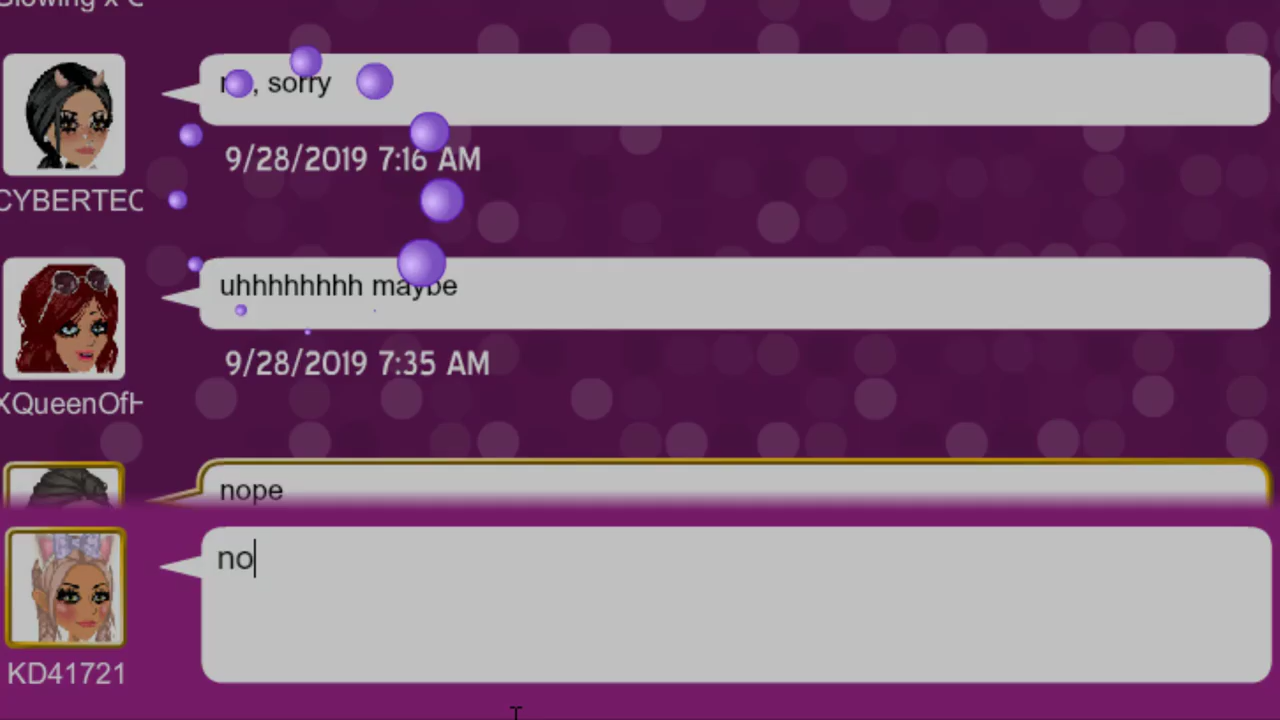 Glowing x C
, sorry
9/28/2019 7:16 AM
CYBERTEC
uhhhhhhhh maybe
9/28/2019 7:35 AM
XQueenOfH
nope
no
KD41721